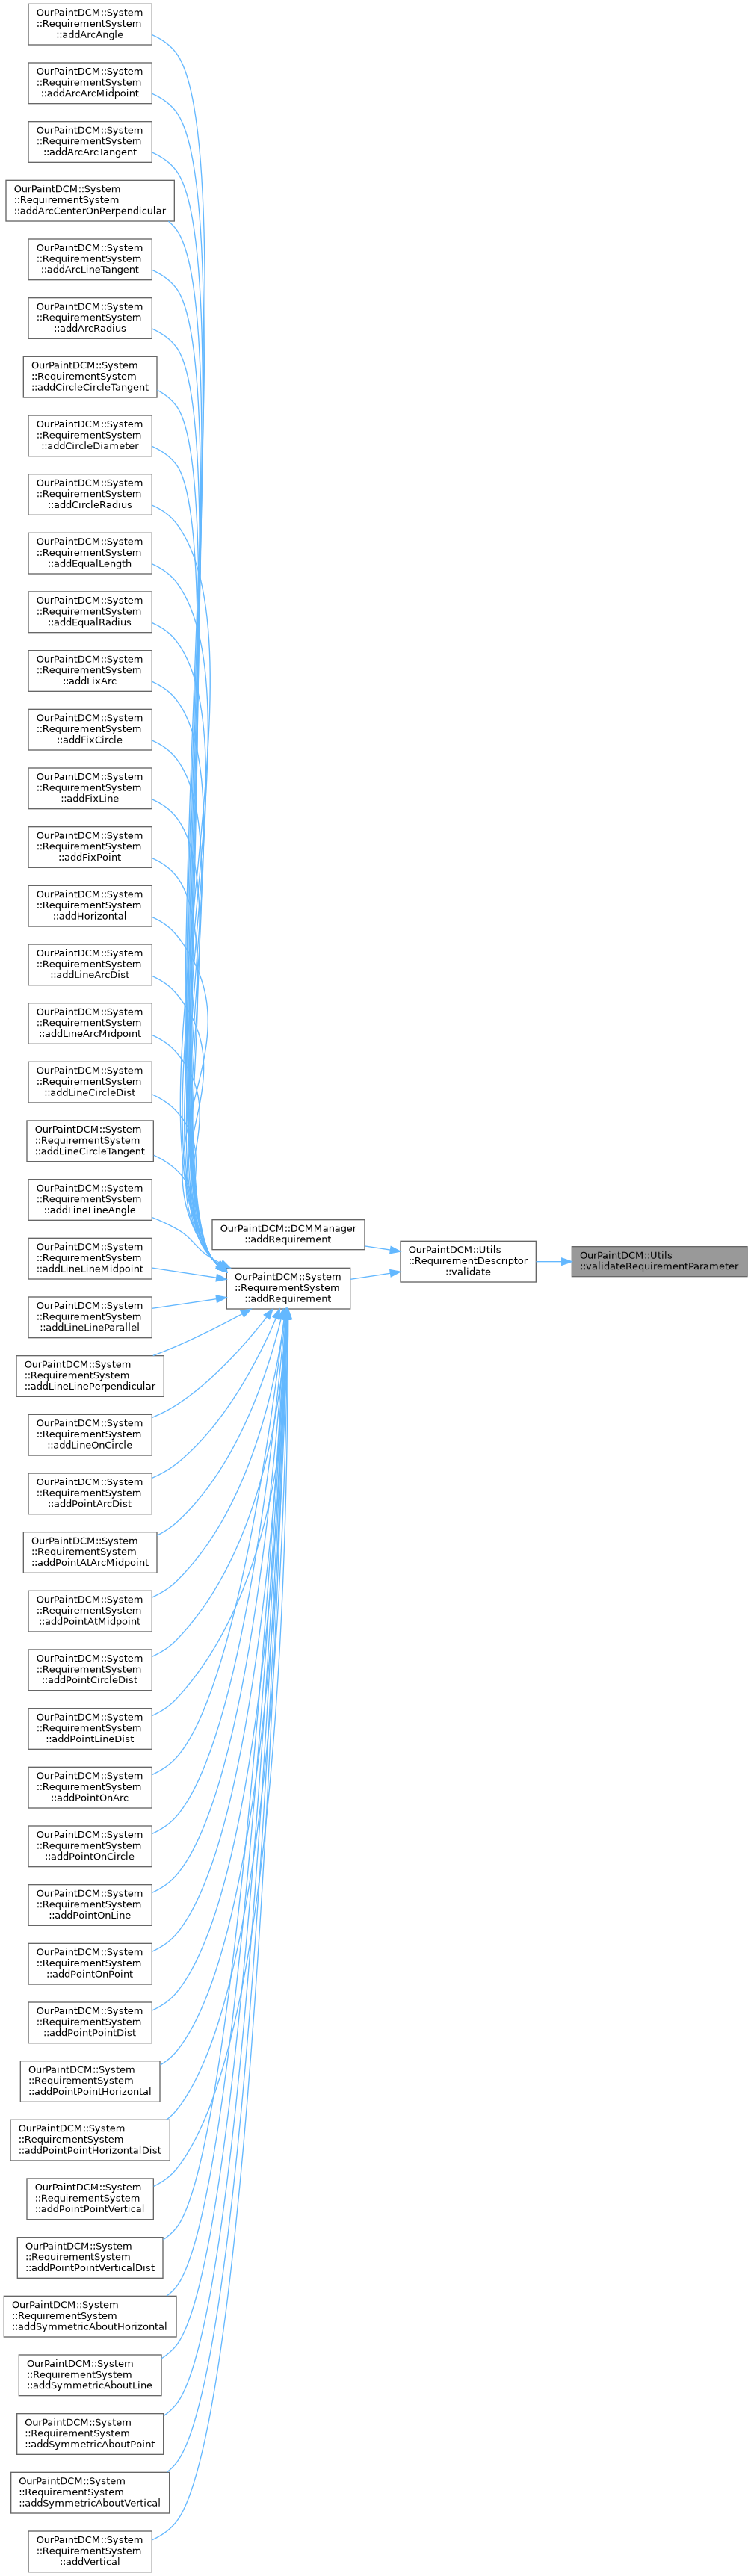 OurPaintDCM::System
::RequirementSystem
::addArcAngle
OurPaintDCM::System
::RequirementSystem
::addArcArcMidpoint
OurPaintDCM::System
::RequirementSystem
::addArcArcTangent
OurPaintDCM::System
::RequirementSystem
::addArcCenterOnPerpendicular
OurPaintDCM::System
::RequirementSystem
::addArcLineTangent
OurPaintDCM::System
::RequirementSystem
::addArcRadius
OurPaintDCM::System
::RequirementSystem
::addCircleCircleTangent
OurPaintDCM::System
::RequirementSystem
::addCircleDiameter
OurPaintDCM::System
::RequirementSystem
::addCircleRadius
OurPaintDCM::System
::RequirementSystem
::addEqualLength
OurPaintDCM::System
::RequirementSystem
::addEqualRadius
OurPaintDCM::System
::RequirementSystem
::addFixArc
OurPaintDCM::System
::RequirementSystem
::addFixCircle
OurPaintDCM::System
::RequirementSystem
::addFixLine
OurPaintDCM::System
::RequirementSystem
::addFixPoint
OurPaintDCM::System
::RequirementSystem
::addHorizontal
OurPaintDCM::System
::RequirementSystem
::addLineArcDist
OurPaintDCM::System
::RequirementSystem
::addLineArcMidpoint
OurPaintDCM::System
::RequirementSystem
::addLineCircleDist
OurPaintDCM::System
::RequirementSystem
::addLineCircleTangent
OurPaintDCM::System
::RequirementSystem
::addLineLineAngle
OurPaintDCM::System
::RequirementSystem
::addLineLineMidpoint
OurPaintDCM::System
::RequirementSystem
::addLineLineParallel
OurPaintDCM::System
::RequirementSystem
::addLineLinePerpendicular
OurPaintDCM::System
::RequirementSystem
::addLineOnCircle
OurPaintDCM::System
::RequirementSystem
::addPointArcDist
OurPaintDCM::System
::RequirementSystem
::addPointAtArcMidpoint
OurPaintDCM::System
::RequirementSystem
::addPointAtMidpoint
OurPaintDCM::System
::RequirementSystem
::addPointCircleDist
OurPaintDCM::System
::RequirementSystem
::addPointLineDist
OurPaintDCM::System
::RequirementSystem
::addPointOnArc
OurPaintDCM::System
::RequirementSystem
::addPointOnCircle
OurPaintDCM::System
::RequirementSystem
::addPointOnLine
OurPaintDCM::System
::RequirementSystem
::addPointOnPoint
OurPaintDCM::System
::RequirementSystem
::addPointPointDist
OurPaintDCM::System
::RequirementSystem
::addPointPointHorizontal
OurPaintDCM::System
::RequirementSystem
::addPointPointHorizontalDist
OurPaintDCM::System
::RequirementSystem
::addPointPointVertical
OurPaintDCM::System
::RequirementSystem
::addPointPointVerticalDist
OurPaintDCM::System
::RequirementSystem
::addSymmetricAboutHorizontal
OurPaintDCM::System
::RequirementSystem
::addSymmetricAboutLine
OurPaintDCM::System
::RequirementSystem
::addSymmetricAboutPoint
OurPaintDCM::System
::RequirementSystem
::addSymmetricAboutVertical
OurPaintDCM::System
::RequirementSystem
::addVertical
OurPaintDCM::DCMManager
::addRequirement
OurPaintDCM::System
::RequirementSystem
::addRequirement
OurPaintDCM::Utils
::RequirementDescriptor
::validate
OurPaintDCM::Utils
::validateRequirementParameter